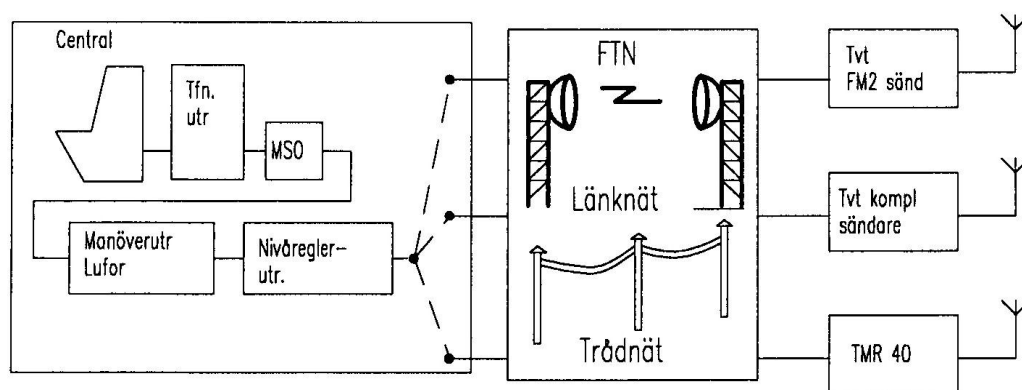 Central
Tfn.
utr
MSO
Manöverutr
Lufor
Nivåregler-
utr.
FTN
Länknät
Trådnät
Tvt
FM2 sänd
Tvt kompl
sändare
TMR 40